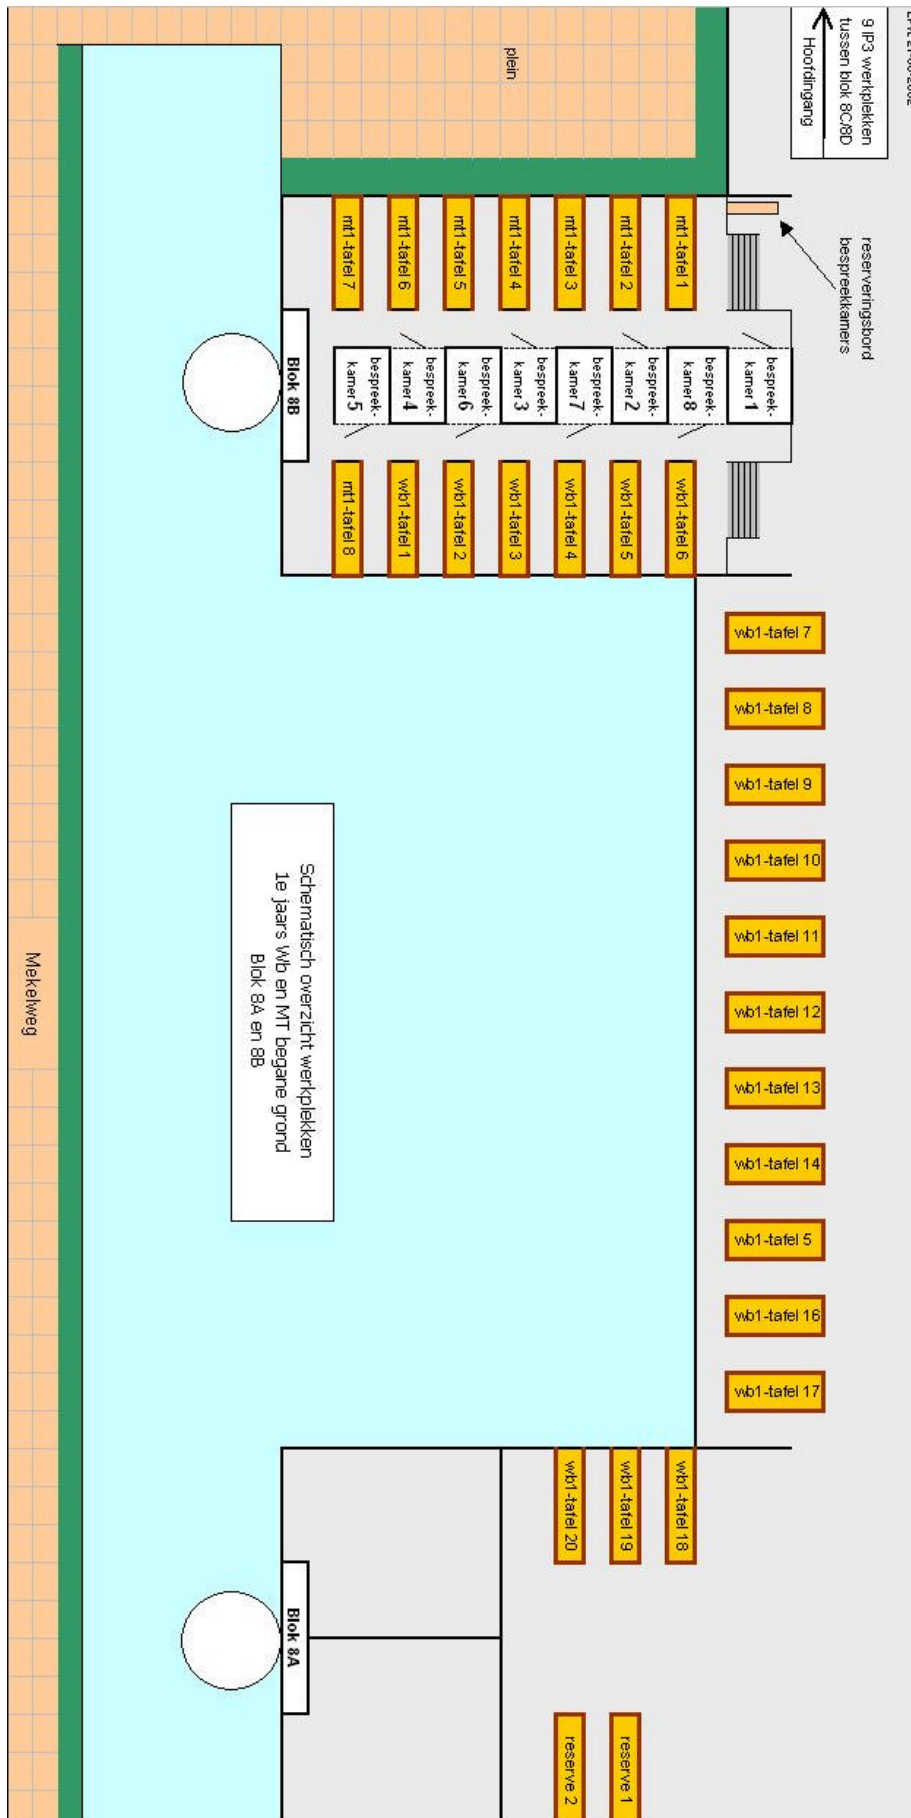 9 IP3 werkplekken
tussen blok 8C/8D
Hoofdingang
reserveringsbord
bespreekkamers
plein
mt1-tafel 1
mt1-tafel 2
mt1-tafel 3
mt1-tafel 4
mt1-tafel 5
mt1-tafel 6
mt1-tafel 7
bespreek-
kamer 1
bespreek-
kamer 8
bespreek-
kamer 2
bespreek-
kamer 7
bespreek-
kamer 3
bespreek-
kamer 6
bespreek-
kamer 4
bespreek-
kamer 5
Blok 8B
wb1-tafel 6
wb1-tafel 5
wb1-tafel 4
wb1-tafel 3
wb1-tafel 2
wb1-tafel 1
mt1-tafel 8
wb1-tafel 7
wb1-tafel 8
wb1-tafel 9
wb1-tafel 10
wb1-tafel 11
wb1-tafel 12
wb1-tafel 13
wb1-tafel 14
wb1-tafel 5
wb1-tafel 16
wb1-tafel 17
Schematisch overzicht werkplekken
1e jaars Wb en MT begane grond
Blok 8A en 8B
Mekelweg
wb1-tafel 18
wb1-tafel 19
wb1-tafel 20
Blok 8A
reserve 1
reserve 2